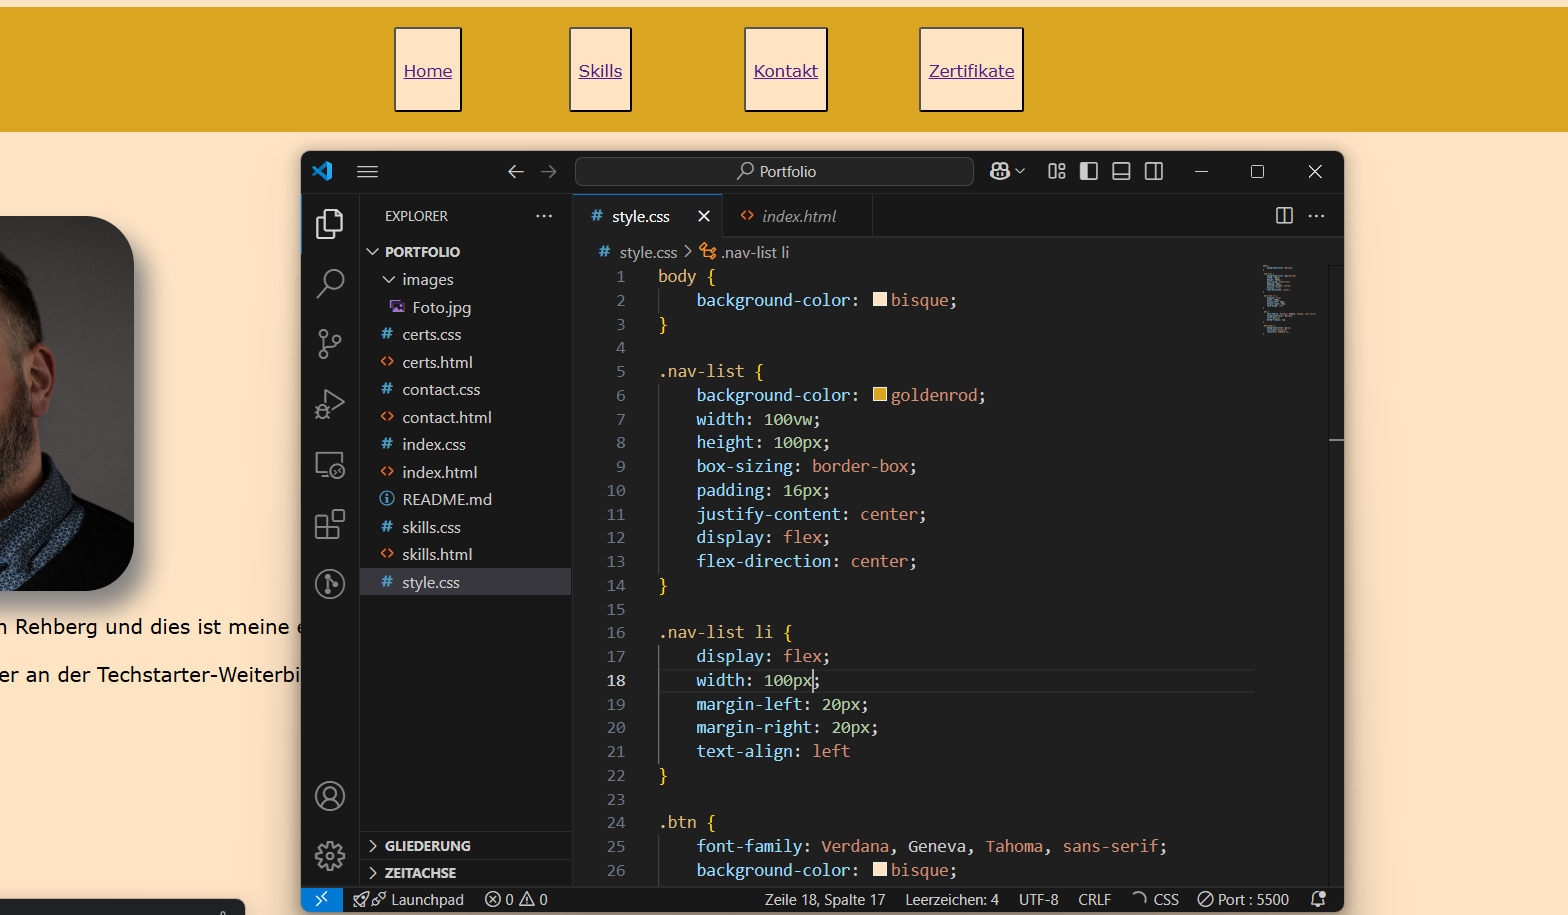 Home Skills Kontakt Zertifikate
Portfolio
EXPLORER
PORTFOLIO
images
Foto.jpg
certs.css
certs.html
contact.css
contact.html
index.css
index.html
README.md
skills.css
skills.html
style.css
GLIEDERUNG
ZEITACHSE
style.css index.html
style.css > .nav-list li
1 body {
2 background-color: bisque;
3 }
4
5 .nav-list {
6 background-color: goldenrod;
7 width: 100vw;
8 height: 100px;
9 box-sizing: border-box;
10 padding: 16px;
11 justify-content: center;
12 display: flex;
13 flex-direction: center;
14 }
15
16 .nav-list li {
17 display: flex;
18 width: 100px;
19 margin-left: 20px;
20 margin-right: 20px;
21 text-align: left
22 }
23
24 .btn {
25 font-family: Verdana, Geneva, Tahoma, sans-serif;
26 background-color: bisque;
Rehberg und dies ist meine
an der Techstarter-Weiterbi
Launchpad 0 0 Zeile 18, Spalte 17 Leerzeichen: 4 UTF-8 CRLF CSS Port : 5500